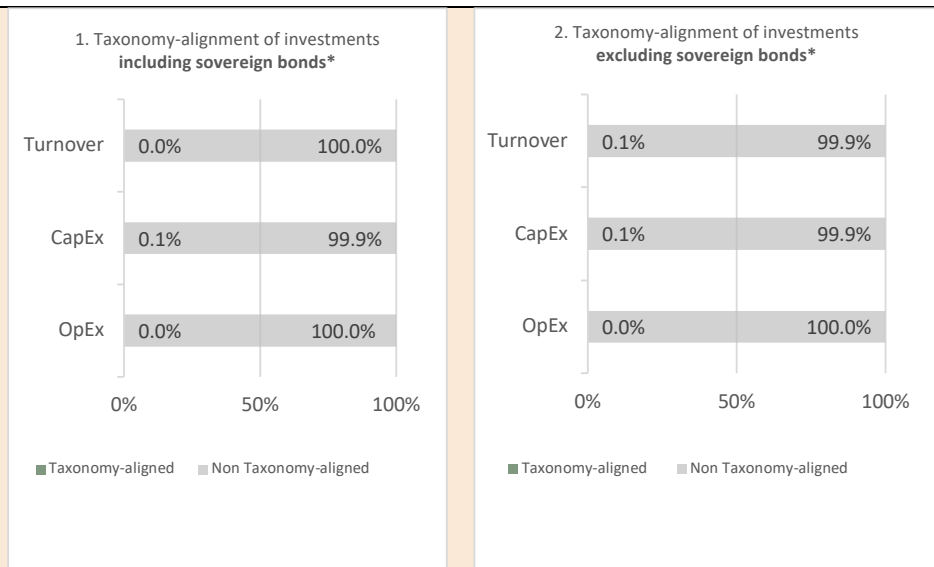 1. Taxonomy-alignment of investments
including sovereign bonds*
Turnover 0.0% 100.0%
CapEx 0.1% 99.9%
OpEx 0.0% 100.0%
0% 50% 100%
Taxonomy-aligned Non Taxonomy-aligned
2. Taxonomy-alignment of investments
excluding sovereign bonds*
Turnover 0.1% 99.9%
CapEx 0.1% 99.9%
OpEx 0.0% 100.0%
0% 50% 100%
Taxonomy-aligned Non Taxonomy-aligned